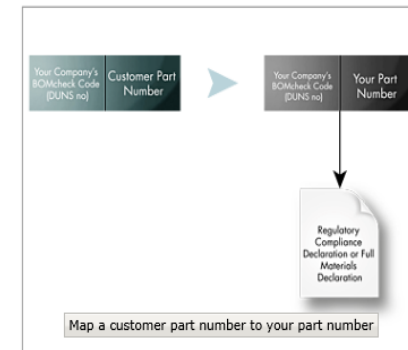 Your Company's
BOMcheck Code
(DUNS no)
Customer Part
Number
Your Company's
BOMcheck Code
(DUNS no)
Your Part
Number
Regulatory
Compliance
Declaration or Full
Materials
Declaration
Map a customer part number to your part number